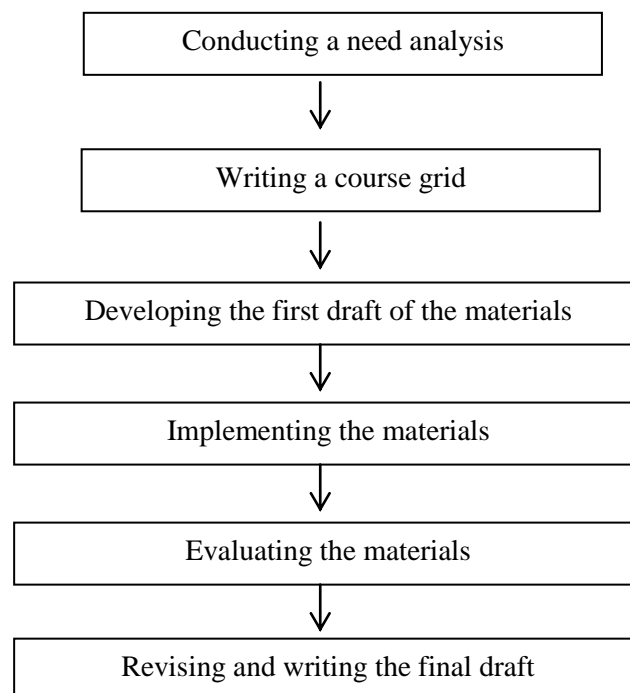 Conducting a need analysis
Writing a course grid
Developing the first draft of the materials
Implementing the materials
Evaluating the materials
Revising and writing the final draft